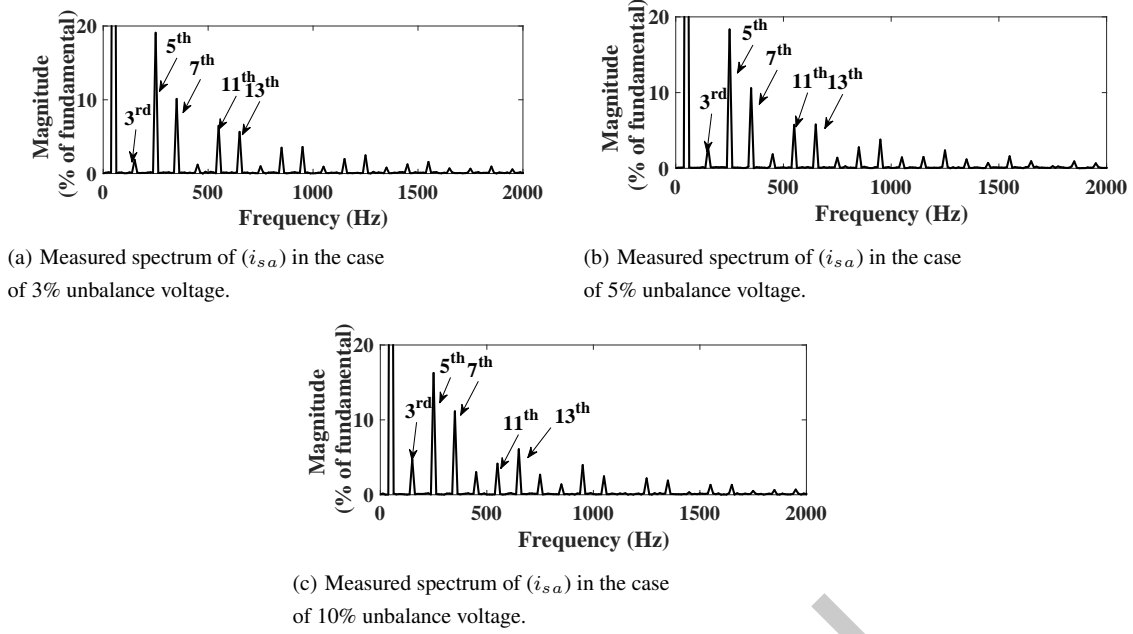 20
10
0
0
500
1000
1500
2000
Magnitude
(% of fundamental)
3rd
5th
7th
11th
13th
Frequency (Hz)
(a) Measured spectrum of (isa) in the case
of 3% unbalance voltage.
20
10
0
0
500
1000
1500
2000
Magnitude
(% of fundamental)
3rd
5th
7th
11th
13th
Frequency (Hz)
(b) Measured spectrum of (isa) in the case
of 5% unbalance voltage.
20
10
0
0
500
1000
1500
2000
Magnitude
(% of fundamental)
3rd
5th
7th
11th
13th
Frequency (Hz)
(c) Measured spectrum of (isa) in the case
of 10% unbalance voltage.